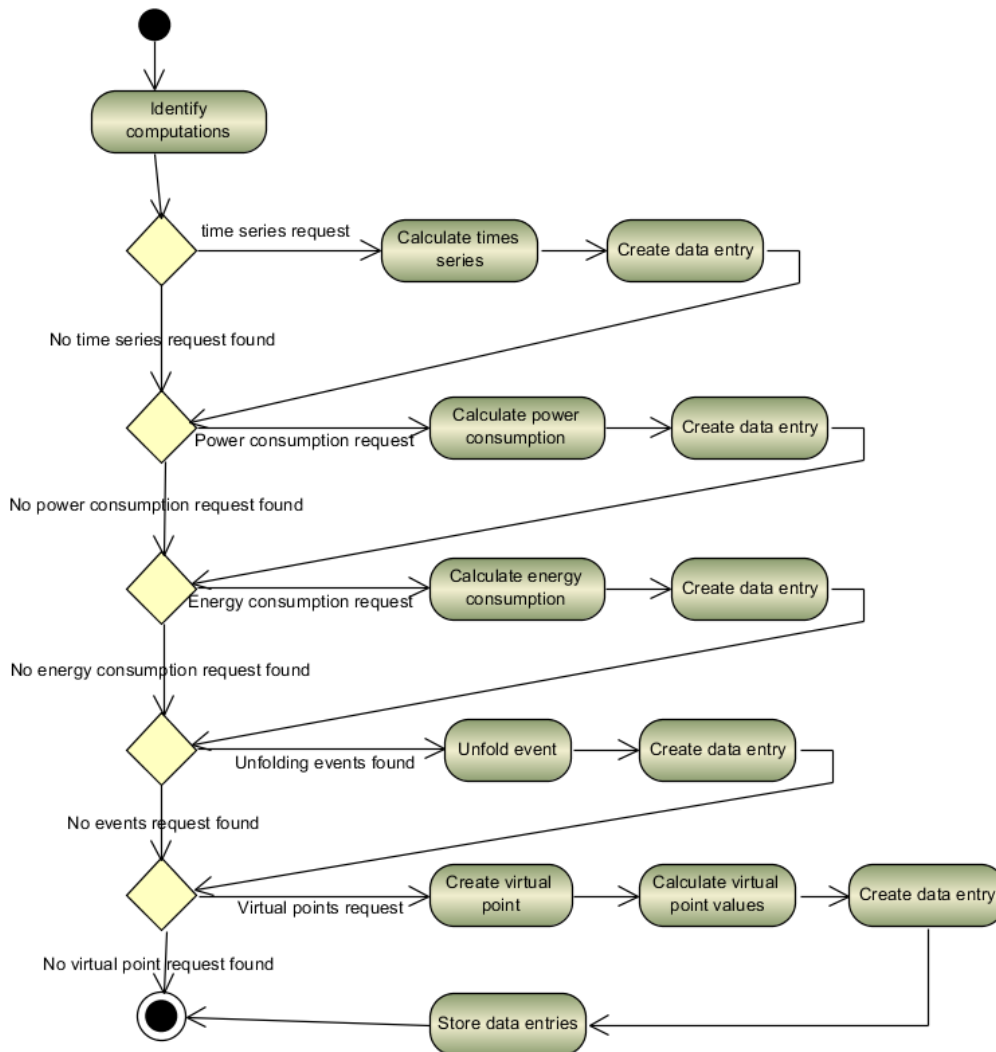 Identify
computations
time series request
Calculate times
series
Create data entry
No time series request found
Power consumption request
Calculate power
consumption
Create data entry
No power consumption request found
Energy consumption request
Calculate energy
consumption
Create data entry
No energy consumption request found
Unfolding events found
Unfold event
Create data entry
No events request found
Virtual points request
Create virtual
point
Calculate virtual
point values
Create data entry
No virtual point request found
Store data entries